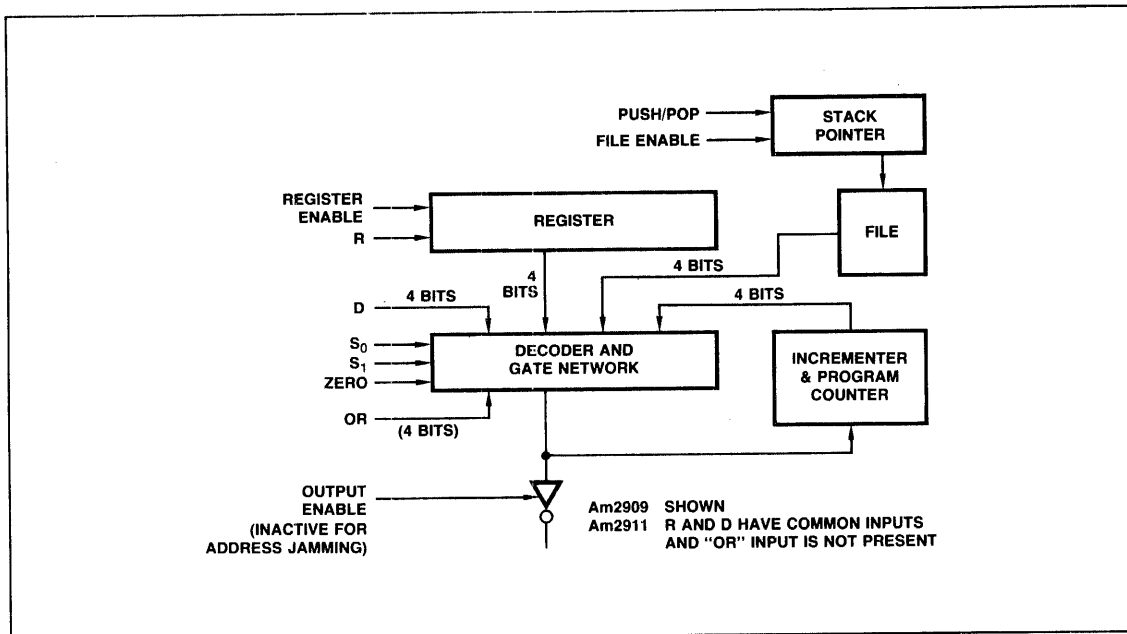 PUSH/POP
FILE ENABLE
STACK
POINTER
REGISTER
ENABLE
R
REGISTER
FILE
4
BITS
4 BITS
4 BITS
D
4 BITS
S0
S1
ZERO
DECODER AND
GATE NETWORK
INCREMENTER
& PROGRAM
COUNTER
OR
(4 BITS)
OUTPUT
ENABLE
(INACTIVE FOR
ADDRESS JAMMING)
Am2909 SHOWN
Am2911 R AND D HAVE COMMON INPUTS
AND "OR" INPUT IS NOT PRESENT